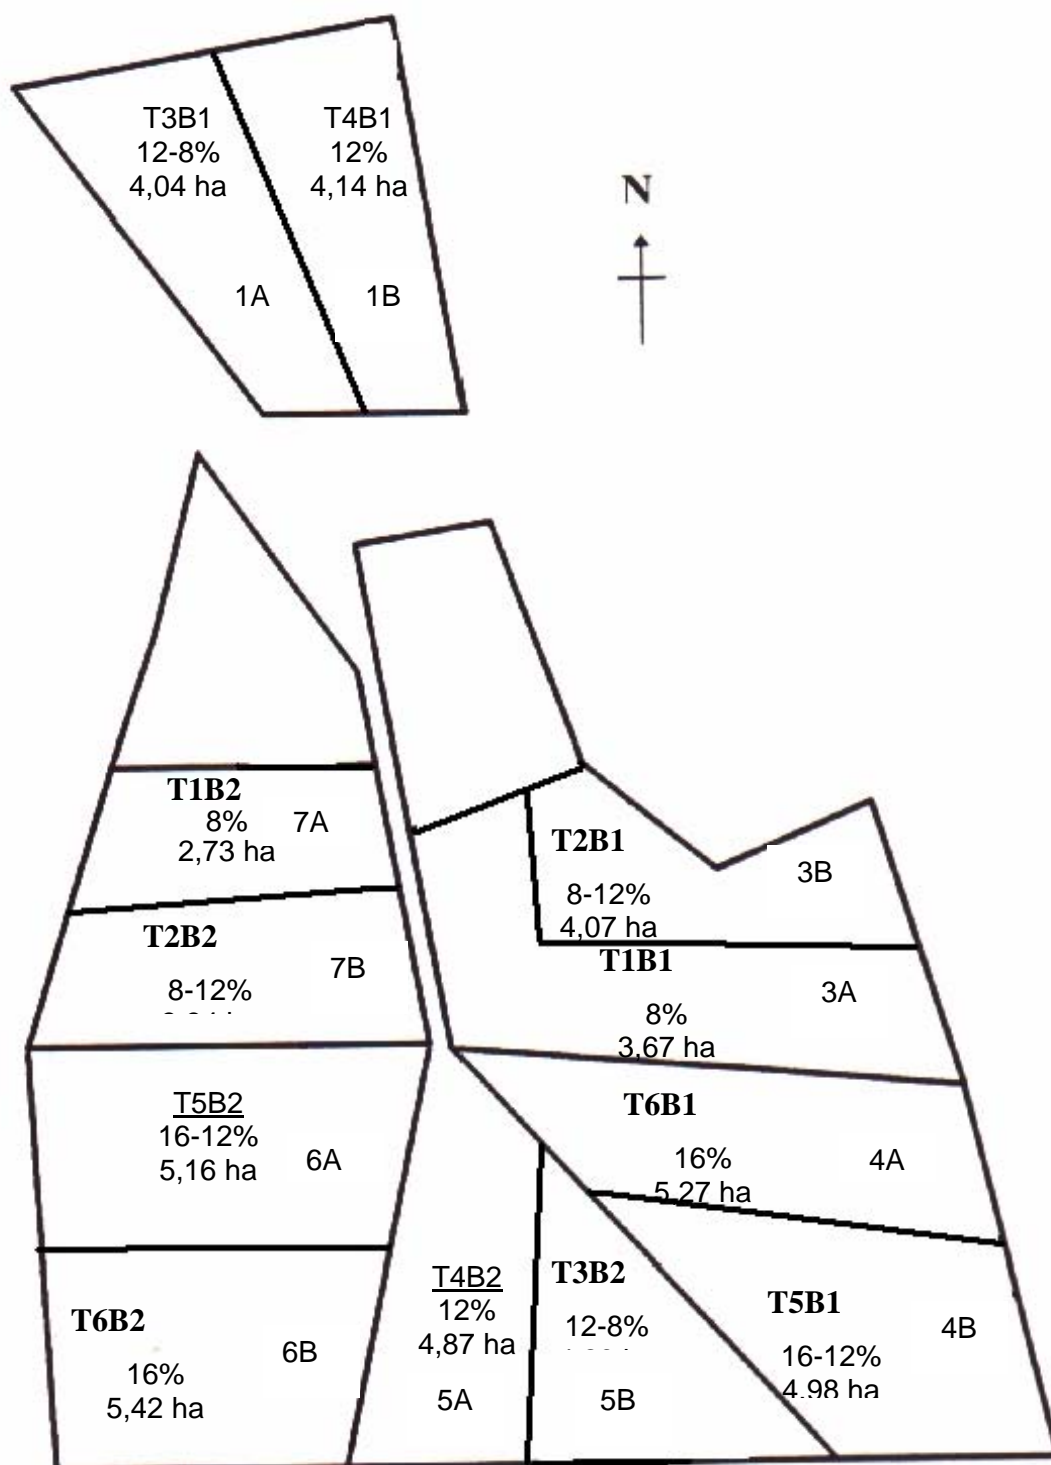 T3B1
12-8%
4,04 ha
1A
T4B1
12%
4,14 ha
1B
N
T1B2
8%
2,73 ha
7A
T2B1
8-12%
4,07 ha
3B
T2B2
8-12%
7B
T1B1
8%
3,67 ha
3A
T5B2
16-12%
5,16 ha
6A
T6B1
16%
5,27 ha
4A
T6B2
16%
5,42 ha
6B
T4B2
12%
4,87 ha
5A
T3B2
12-8%
5B
T5B1
16-12%
4,98 ha
4B